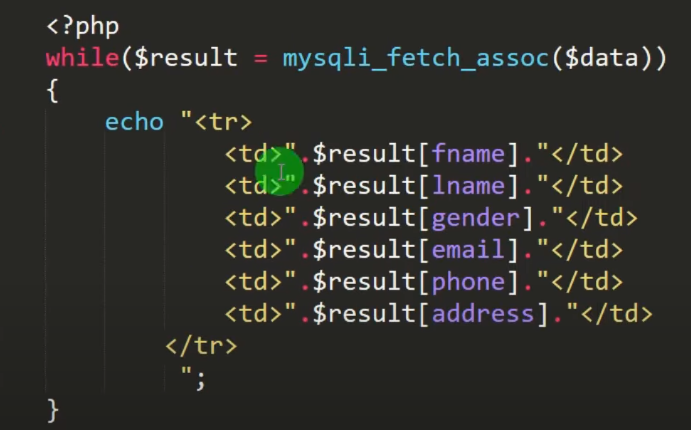 <?php
while($result = mysqli_fetch_assoc($data))
{
echo "<tr>
<td>".$result[fname]."</td>
<td>".$result[lname]."</td>
<td>".$result[gender]."</td>
<td>".$result[email]."</td>
<td>".$result[phone]."</td>
<td>".$result[address]."</td>
</tr>
";
}